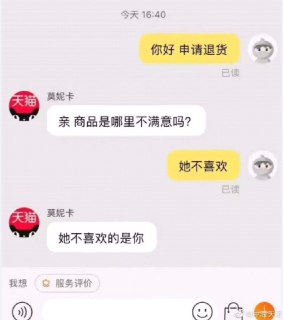 今天 16:40
你好 申请退货
已读
天猫
莫妮卡
亲 商品是哪里不满意吗?
她不喜欢
已读
天猫
莫妮卡
她不喜欢的是你
我想
服务评价